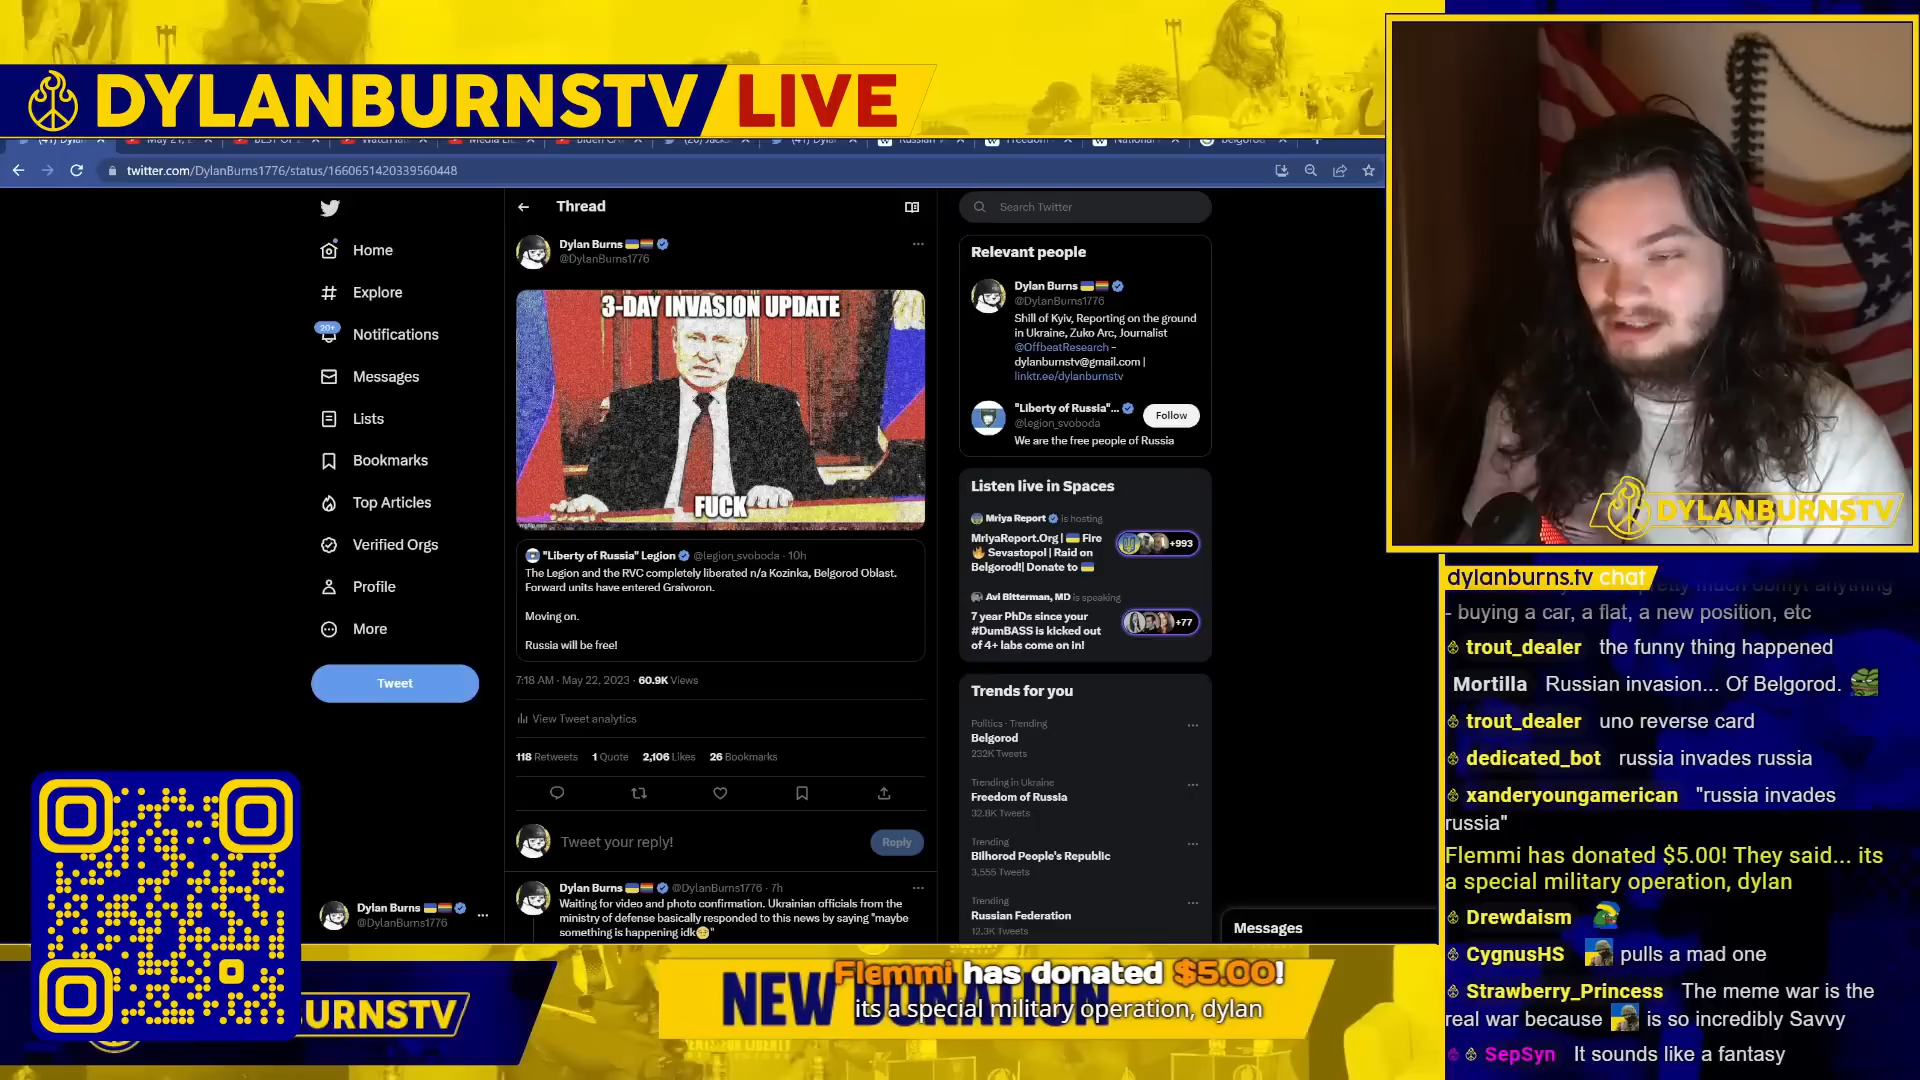 DYLANBURNSTV LIVE
twitter.com/DylanBurns1776/status/1660651420339560448
Home
Explore
20+
Notifications
Messages
Lists
Bookmarks
Top Articles
Verified Orgs
Profile
More
Tweet
Dylan Burns
@DylanBurns1776
Thread
Dylan Burns
@DylanBurns1776
3-DAY INVASION UPDATE
FUCK
"Liberty of Russia" Legion @legion_svoboda · 10h
The Legion and the RVC completely liberated n/a Kozinka, Belgorod Oblast.
Forward units have entered Graivoron.
Moving on.
Russia will be free!
7:18 AM · May 22, 2023 · 60.9K Views
View Tweet analytics
118 Retweets 1 Quote 2,106 Likes 26 Bookmarks
Tweet your reply!
Reply
Dylan Burns @DylanBurns1776 · 7h
Waiting for video and photo confirmation. Ukrainian officials from the
ministry of defense basically responded to this news by saying "maybe
something is happening idk"
Search Twitter
Relevant people
Dylan Burns
@DylanBurns1776
Shill of Kyiv, Reporting on the ground
in Ukraine, Zuko Arc, Journalist
@OffbeatResearch -
dylanburnstv@gmail.com |
linktr.ee/dylanburnstv
"Liberty of Russia"...
@legion_svoboda
Follow
We are the free people of Russia
Listen live in Spaces
Mriya Report is hosting
MriyaReport.Org | Fire
Sevastopol | Raid on
Belgorod!| Donate to
+993
Avi Bitterman, MD is speaking
7 year PhDs since your
#DumBASS is kicked out
of 4+ labs come on in!
+77
Trends for you
Politics · Trending
Belgorod
232K Tweets
Trending in Ukraine
Freedom of Russia
32.8K Tweets
Trending
Bilhorod People's Republic
3,555 Tweets
Trending
Russian Federation
12.3K Tweets
Messages
DYLANBURNSTV
dylanburns.tv chat
- buying a car, a flat, a new position, etc
trout_dealer the funny thing happened
Mortilla Russian invasion... Of Belgorod.
trout_dealer uno reverse card
dedicated_bot russia invades russia
xanderyoungamerican "russia invades
russia"
Flemmi has donated $5.00! They said... its
a special military operation, dylan
Drewdaism
CygnusHS pulls a mad one
Strawberry_Princess The meme war is the
real war because is so incredibly Savvy
SepSyn It sounds like a fantasy
BURNSTV
NEW DONATION
Flemmi has donated $5.00!
its a special military operation, dylan